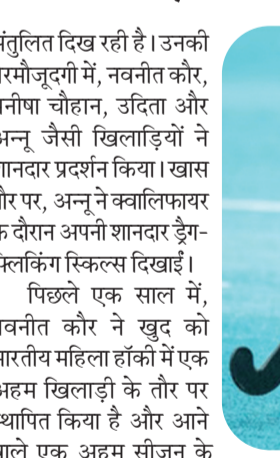 संतुलित दिख रही है। उनकी
गैरमौजूदगी में, नवनीत कौर,
मनीषा चौहान, उदिता और
अन्नू जैसी खिलाड़ियों ने
शानदार प्रदर्शन किया। खास
तौर पर, अन्नू ने क्वालिफायर
के दौरान अपनी शानदार ड्रैग-
फ्लिकिंग स्किल्स दिखाईं।
पिछले एक साल में,
नवनीत कौर ने खुद को
भारतीय महिला हॉकी में एक
अहम खिलाड़ी के तौर पर
स्थापित किया है और आने
वाले एक अहम सीजन के